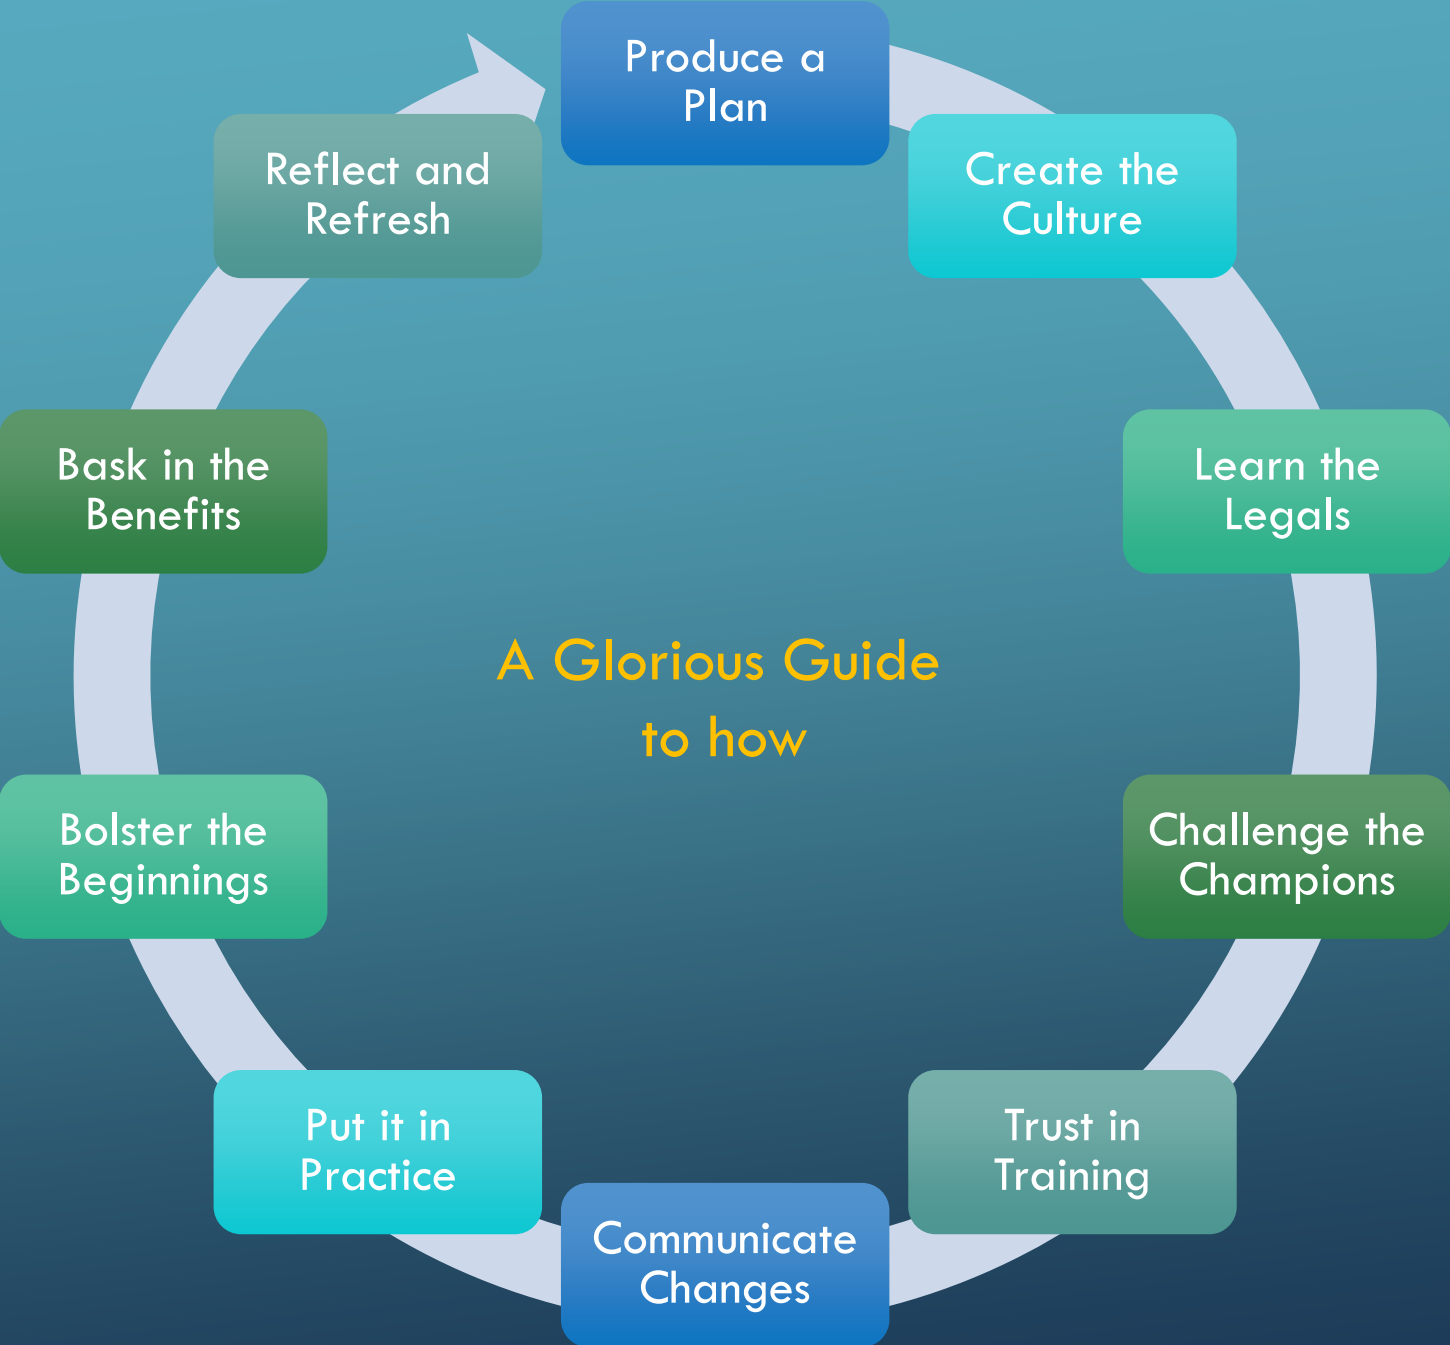 Produce a
Plan
Create the
Culture
Learn the
Legals
Challenge the
Champions
Trust in
Training
Communicate
Changes
Put it in
Practice
Bolster the
Beginnings
Bask in the
Benefits
Reflect and
Refresh
A Glorious Guide
to how